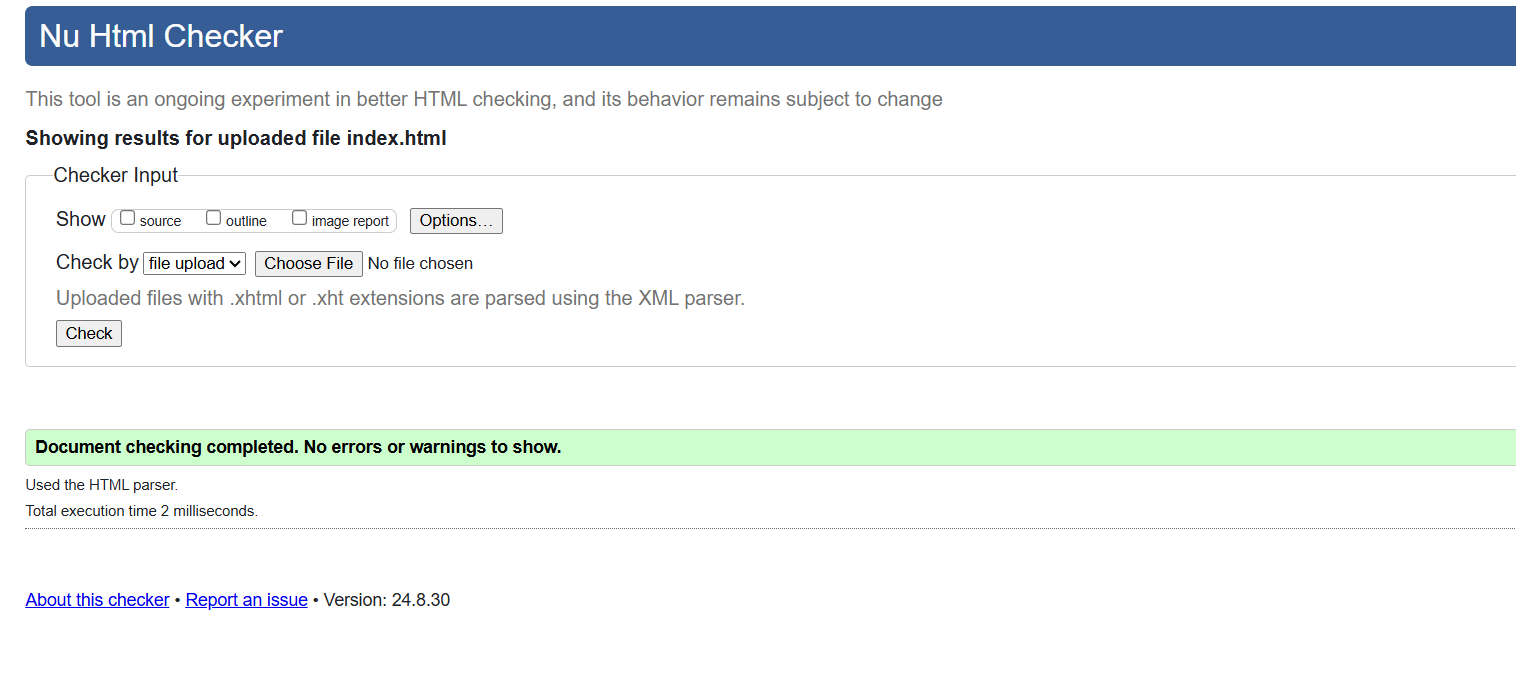 Nu Html Checker
This tool is an ongoing experiment in better HTML checking, and its behavior remains subject to change
Showing results for uploaded file index.html
Checker Input
Show source outline image report Options…
Check by file upload Choose File No file chosen
Uploaded files with .xhtml or .xht extensions are parsed using the XML parser.
Check
Document checking completed. No errors or warnings to show.
Used the HTML parser.
Total execution time 2 milliseconds.
About this checker • Report an issue • Version: 24.8.30